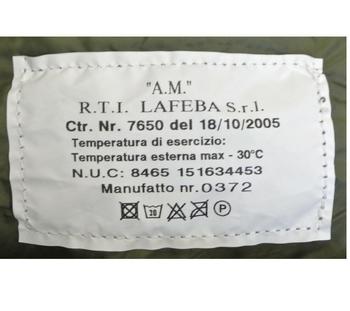 "A.M."
R.T.I. LAFEBA S.r.l.
Ctr. Nr. 7650 del 18/10/2005
Temperatura di esercizio:
Temperatura esterna max - 30°C
N.U.C: 8465 151634453
Manufatto nr.0372
30 P